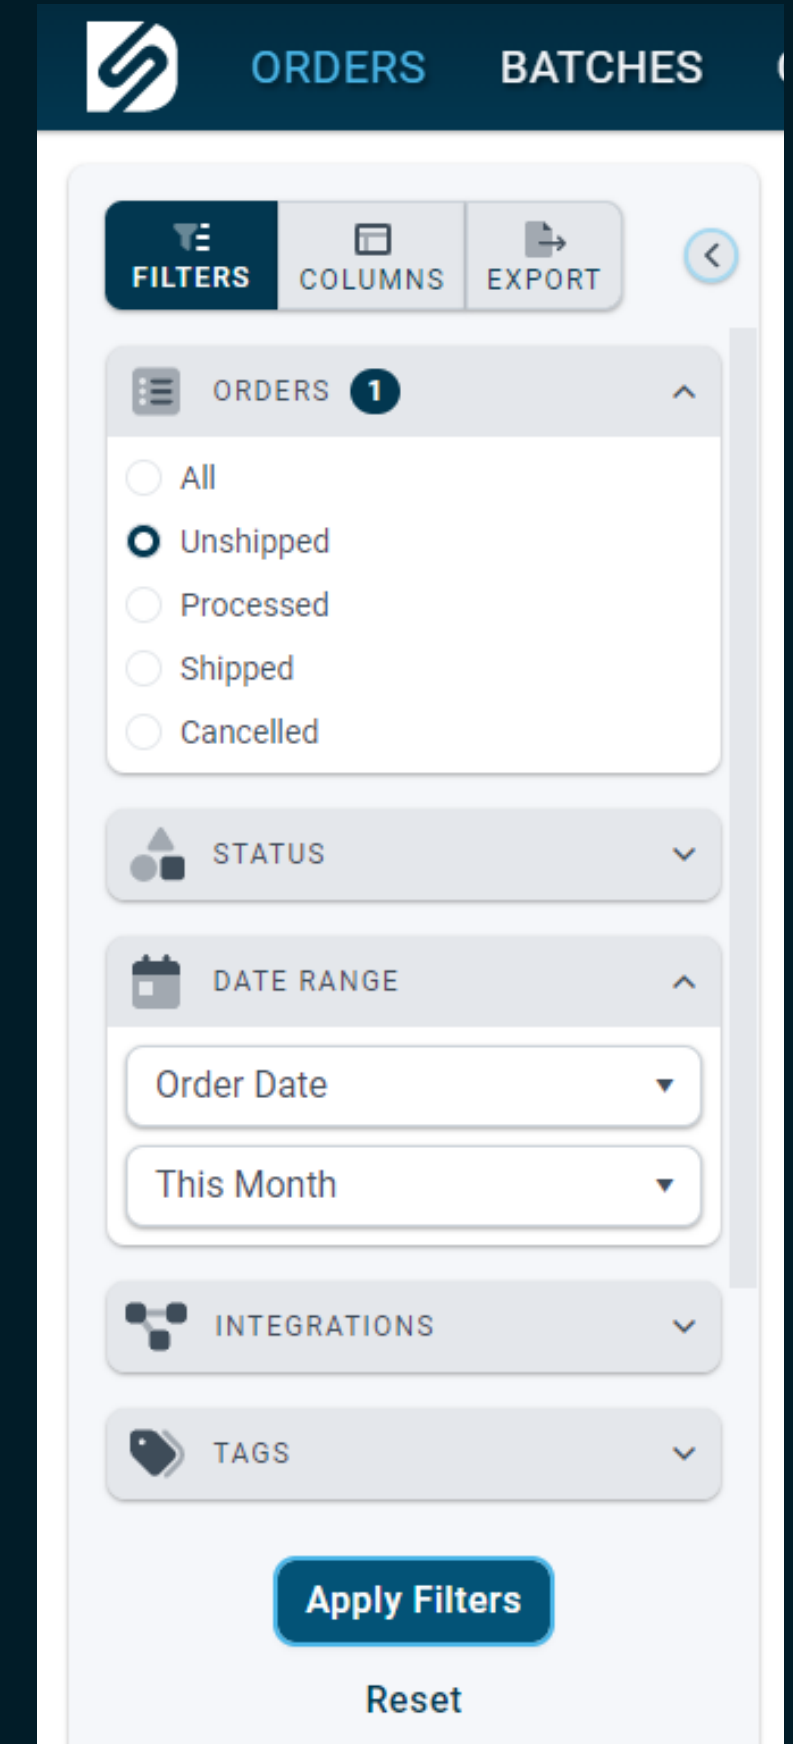 ORDERS BATCHES
FILTERS COLUMNS EXPORT
ORDERS 1
All
Unshipped
Processed
Shipped
Cancelled
STATUS
DATE RANGE
Order Date
This Month
INTEGRATIONS
TAGS
Apply Filters
Reset